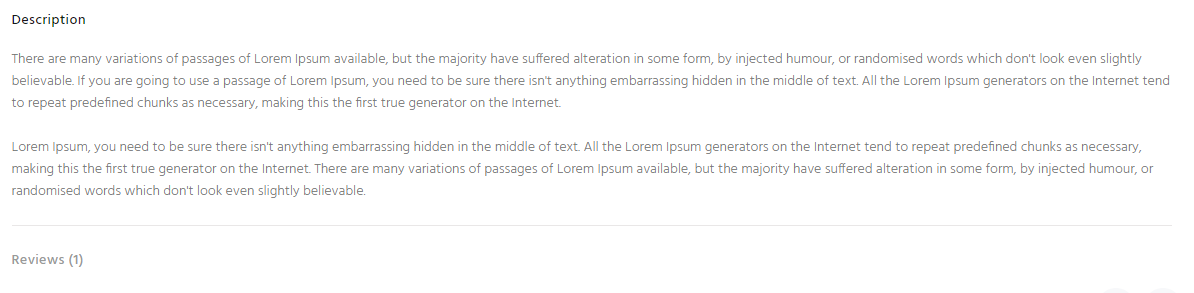 Description
There are many variations of passages of Lorem Ipsum available, but the majority have suffered alteration in some form, by injected humour, or randomised words which don't look even slightly
believable. If you are going to use a passage of Lorem Ipsum, you need to be sure there isn't anything embarrassing hidden in the middle of text. All the Lorem Ipsum generators on the Internet tend
to repeat predefined chunks as necessary, making this the first true generator on the Internet.
Lorem Ipsum, you need to be sure there isn't anything embarrassing hidden in the middle of text. All the Lorem Ipsum generators on the Internet tend to repeat predefined chunks as necessary,
making this the first true generator on the Internet. There are many variations of passages of Lorem Ipsum available, but the majority have suffered alteration in some form, by injected humour, or
randomised words which don't look even slightly believable.
Reviews (1)